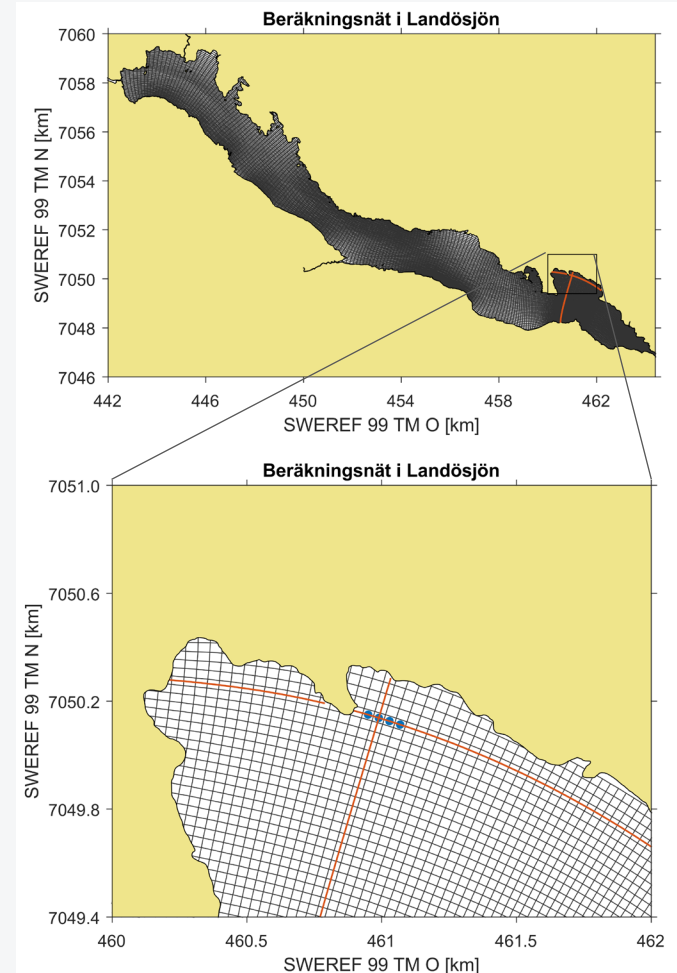 Beräkningsnät i Landösjön
7060
7058
7056
7054
7052
7050
7048
7046
SWEREF 99 TM N [km]
442 446 450 454 458 462
SWEREF 99 TM O [km]
Beräkningsnät i Landösjön
7051.0
7050.6
7050.2
7049.8
7049.4
SWEREF 99 TM N [km]
460 460.5 461 461.5 462
SWEREF 99 TM O [km]